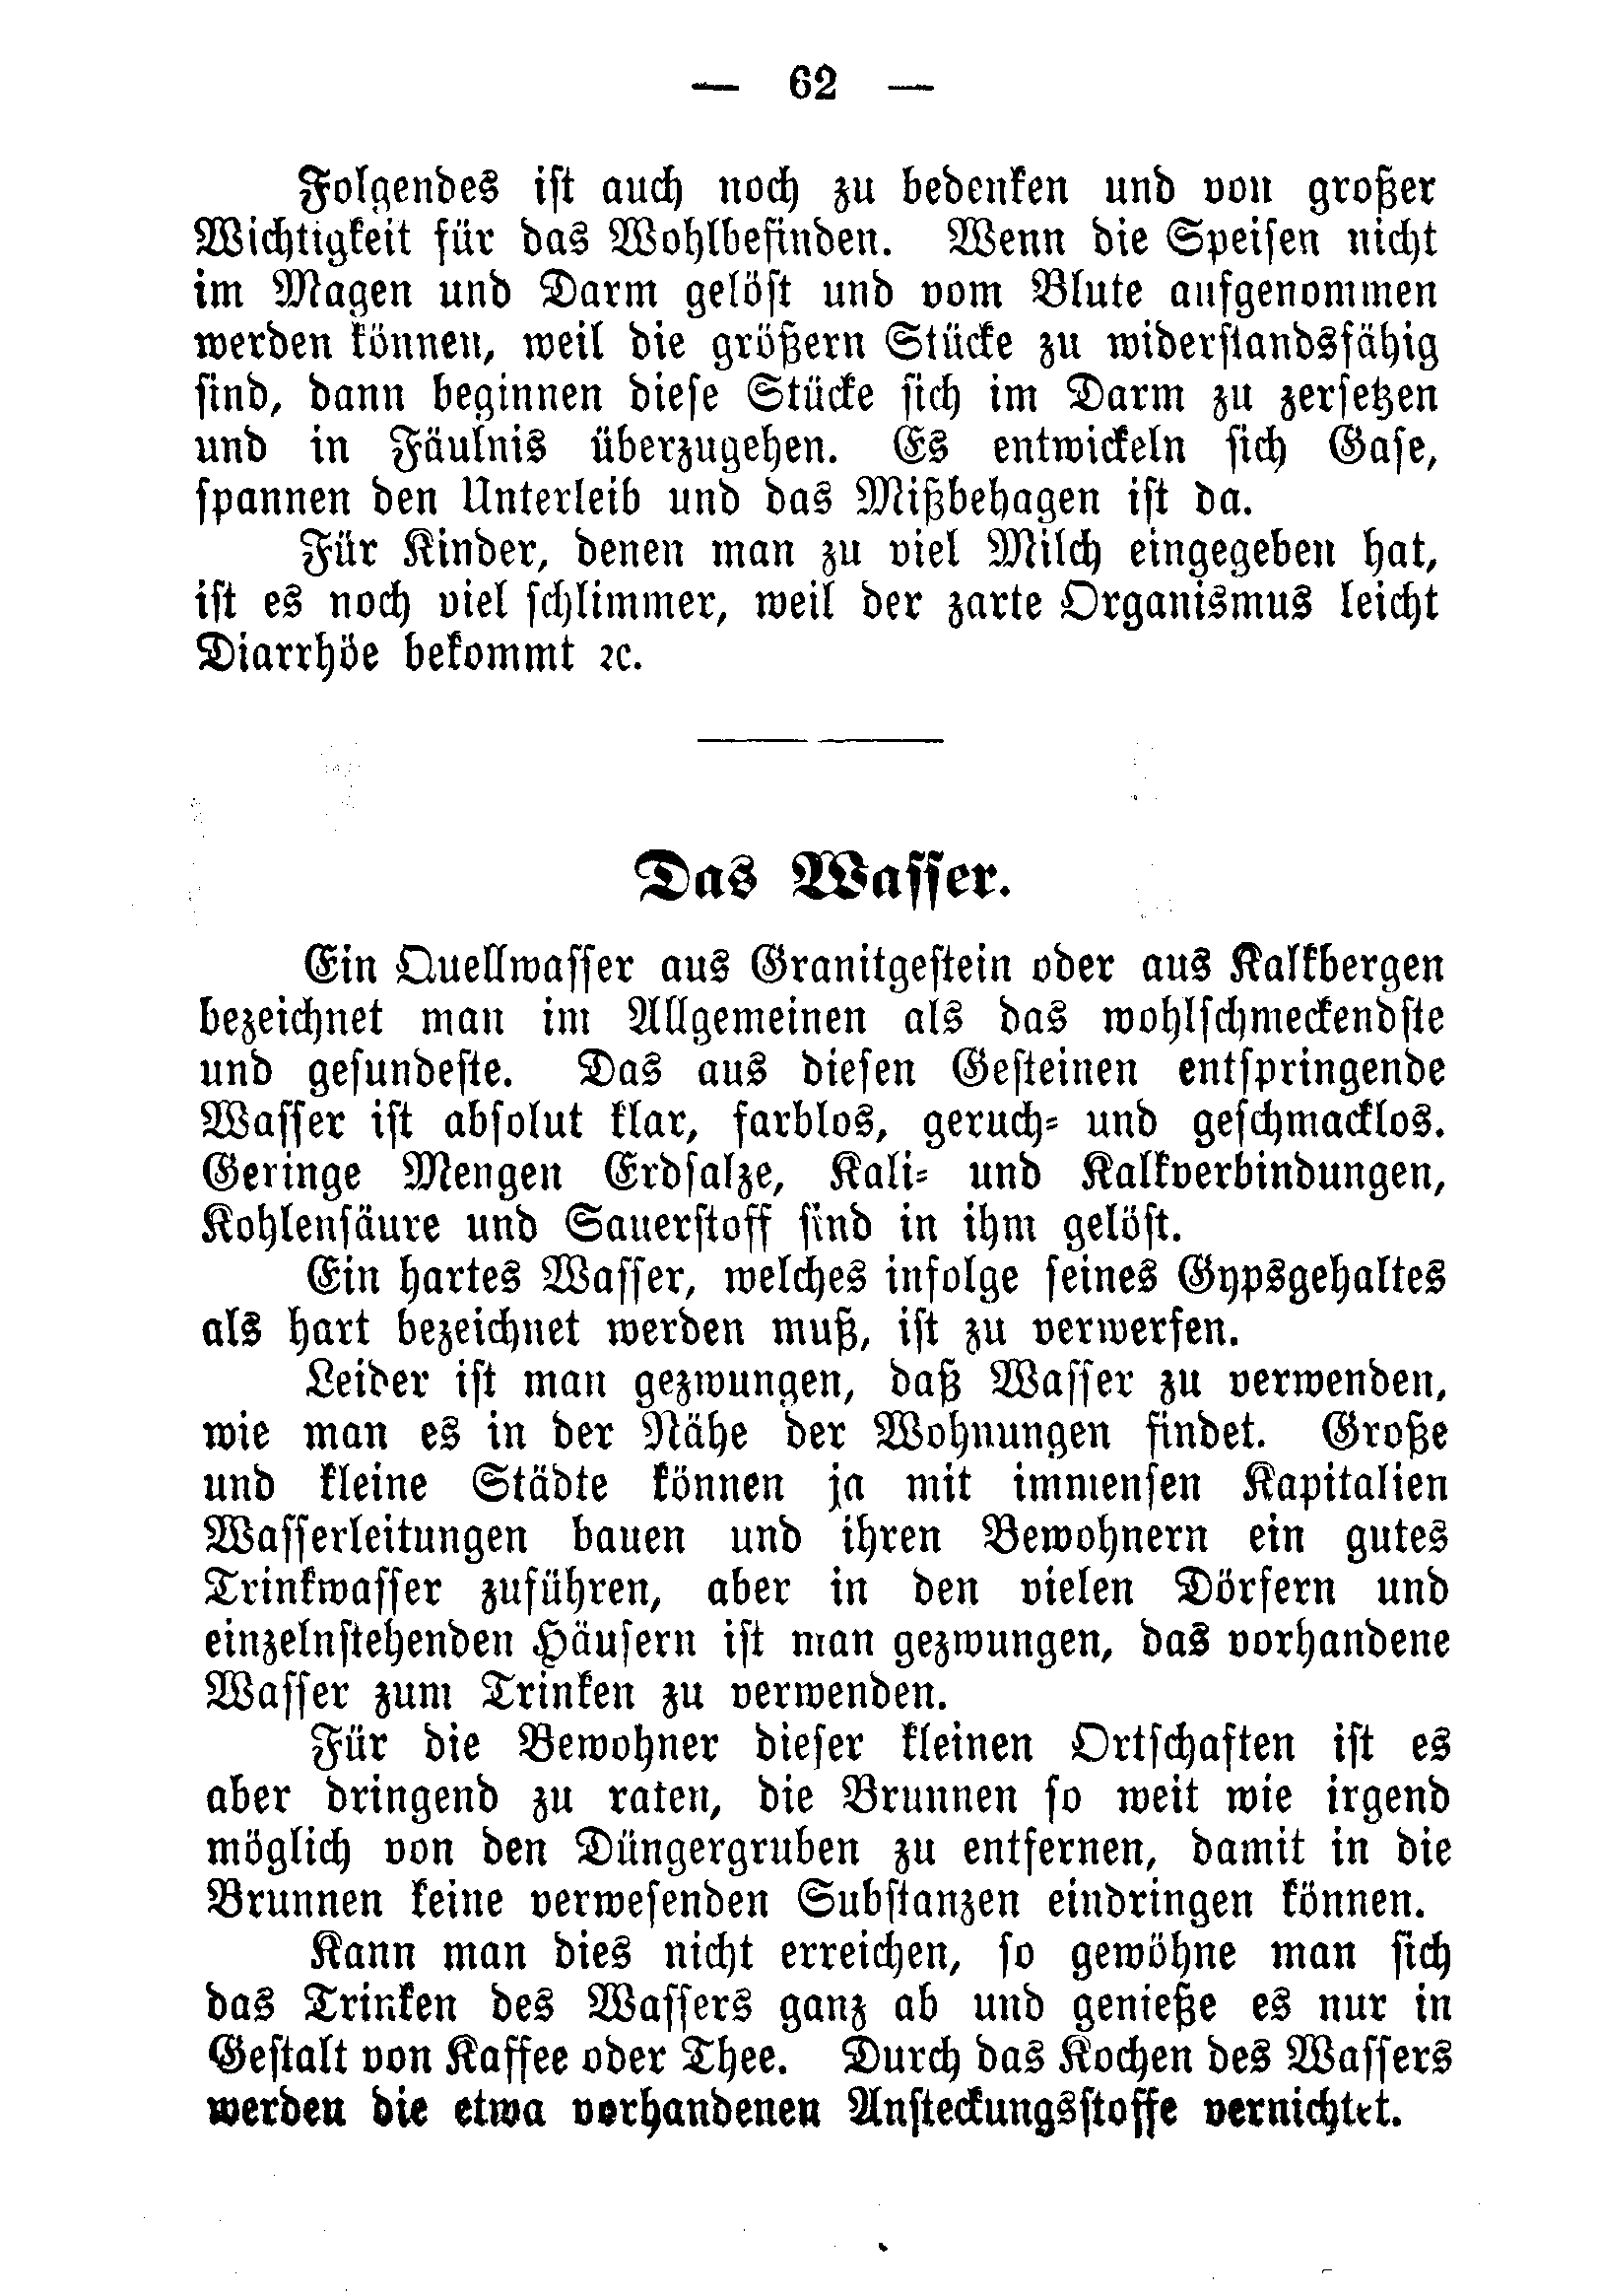 — 62 —
Folgendes ist auch noch zu bedenken und von großer
Wichtigkeit für das Wohlbefinden. Wenn die Speisen nicht
im Magen und Darm gelöst und vom Blute aufgenommen
werden können, weil die größern Stücke zu widerstandsfähig
sind, dann beginnen diese Stücke sich im Darm zu zersetzen
und in Fäulnis überzugehen. Es entwickeln sich Gase,
spannen den Unterleib und das Mißbehagen ist da.
Für Kinder, denen man zu viel Milch eingegeben hat,
ist es noch viel schlimmer, weil der zarte Organismus leicht
Diarrhöe bekommt ꝛc.
Das Wasser.
Ein Quellwasser aus Granitgestein oder aus Kalkbergen
bezeichnet man im Allgemeinen als das wohlschmeckendste
und gesundeste. Das aus diesen Gesteinen entspringende
Wasser ist absolut klar, farblos, geruch- und geschmacklos.
Geringe Mengen Erdsalze, Kali- und Kalkverbindungen,
Kohlensäure und Sauerstoff sind in ihm gelöst.
Ein hartes Wasser, welches infolge seines Gypsgehaltes
als hart bezeichnet werden muß, ist zu verwerfen.
Leider ist man gezwungen, daß Wasser zu verwenden,
wie man es in der Nähe der Wohnungen findet. Große
und kleine Städte können ja mit immensen Kapitalien
Wasserleitungen bauen und ihren Bewohnern ein gutes
Trinkwasser zuführen, aber in den vielen Dörfern und
einzelnstehenden Häusern ist man gezwungen, das vorhandene
Wasser zum Trinken zu verwenden.
Für die Bewohner dieser kleinen Ortschaften ist es
aber dringend zu raten, die Brunnen so weit wie irgend
möglich von den Düngergruben zu entfernen, damit in die
Brunnen keine verwesenden Substanzen eindringen können.
Kann man dies nicht erreichen, so gewöhne man sich
das Trinken des Wassers ganz ab und genieße es nur in
Gestalt von Kaffee oder Thee. Durch das Kochen des Wassers
werden die etwa vorhandenen Ansteckungsstoffe vernichtet.